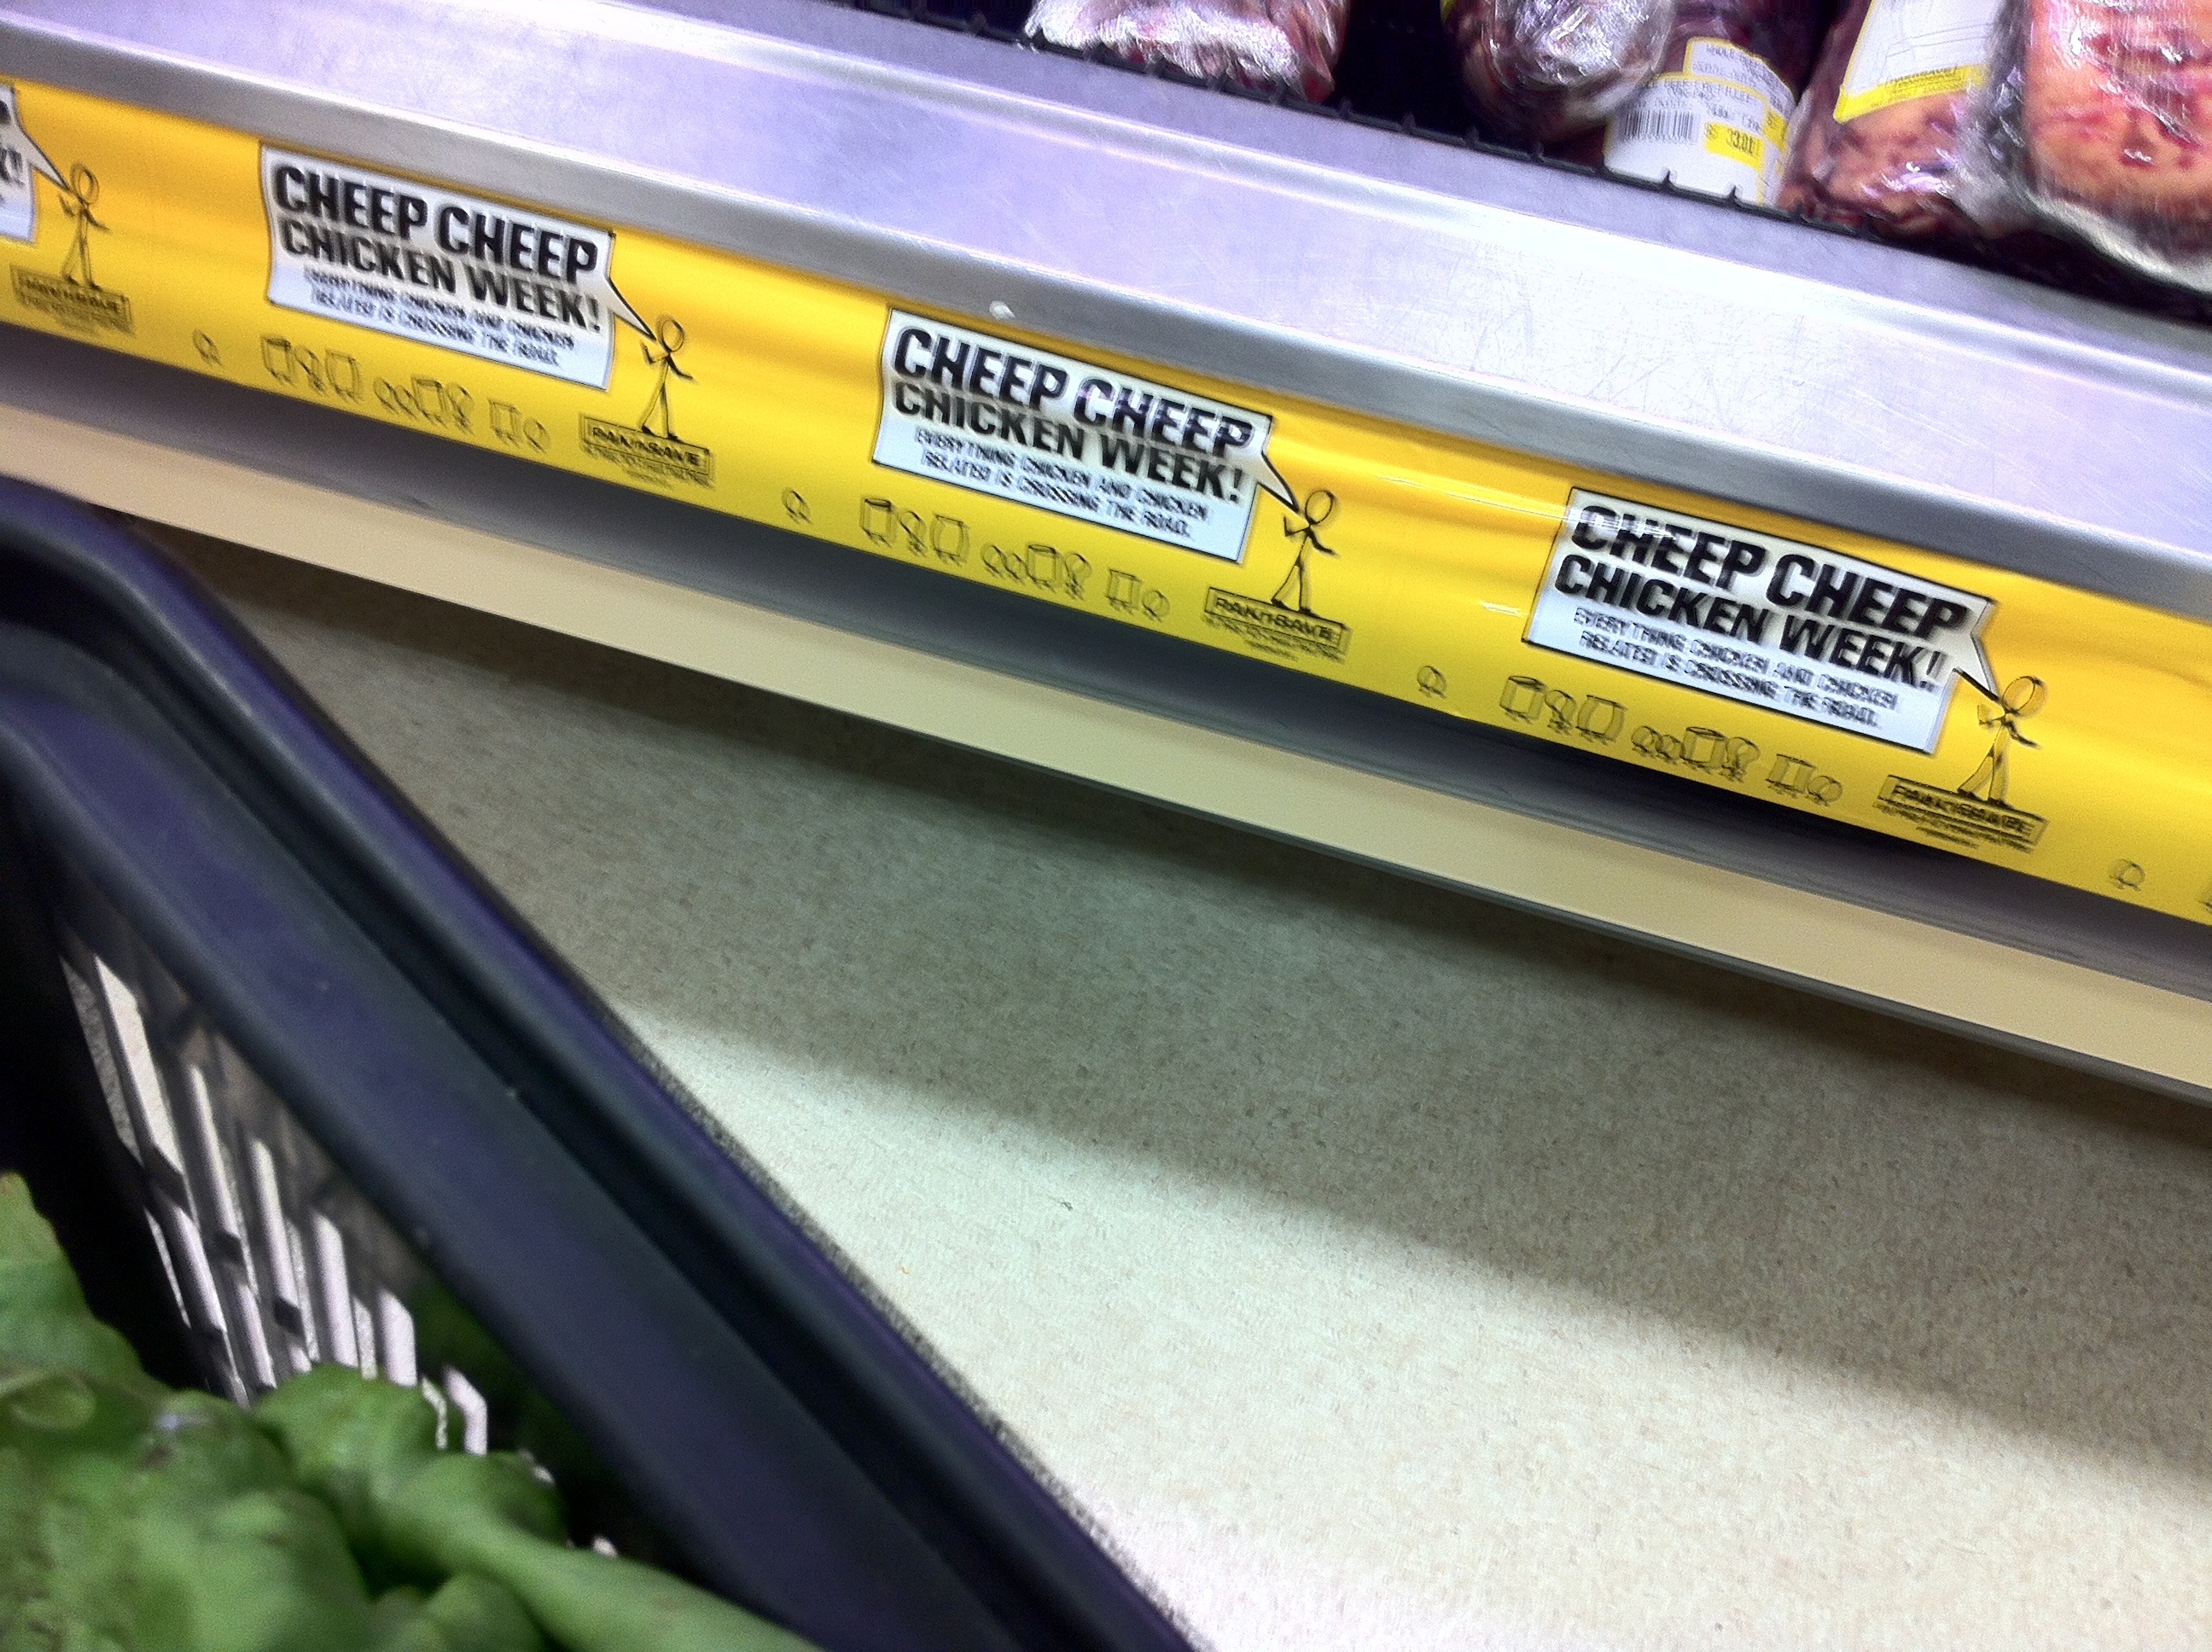 CHEEP CHEEP
CHICKEN WEEK!
EVERYTHING CHICKEN AND CHICKEN
RELATED IS CROSSING THE ROAD.
PAK'nSAVE
CHEEP CHEEP
CHICKEN WEEK!
EVERYTHING CHICKEN AND CHICKEN
RELATED IS CROSSING THE ROAD.
PAK'nSAVE
CHEEP CHEEP
CHICKEN WEEK!
EVERYTHING CHICKEN AND CHICKEN
RELATED IS CROSSING THE ROAD.
PAK'nSAVE
PAK'nSAVE